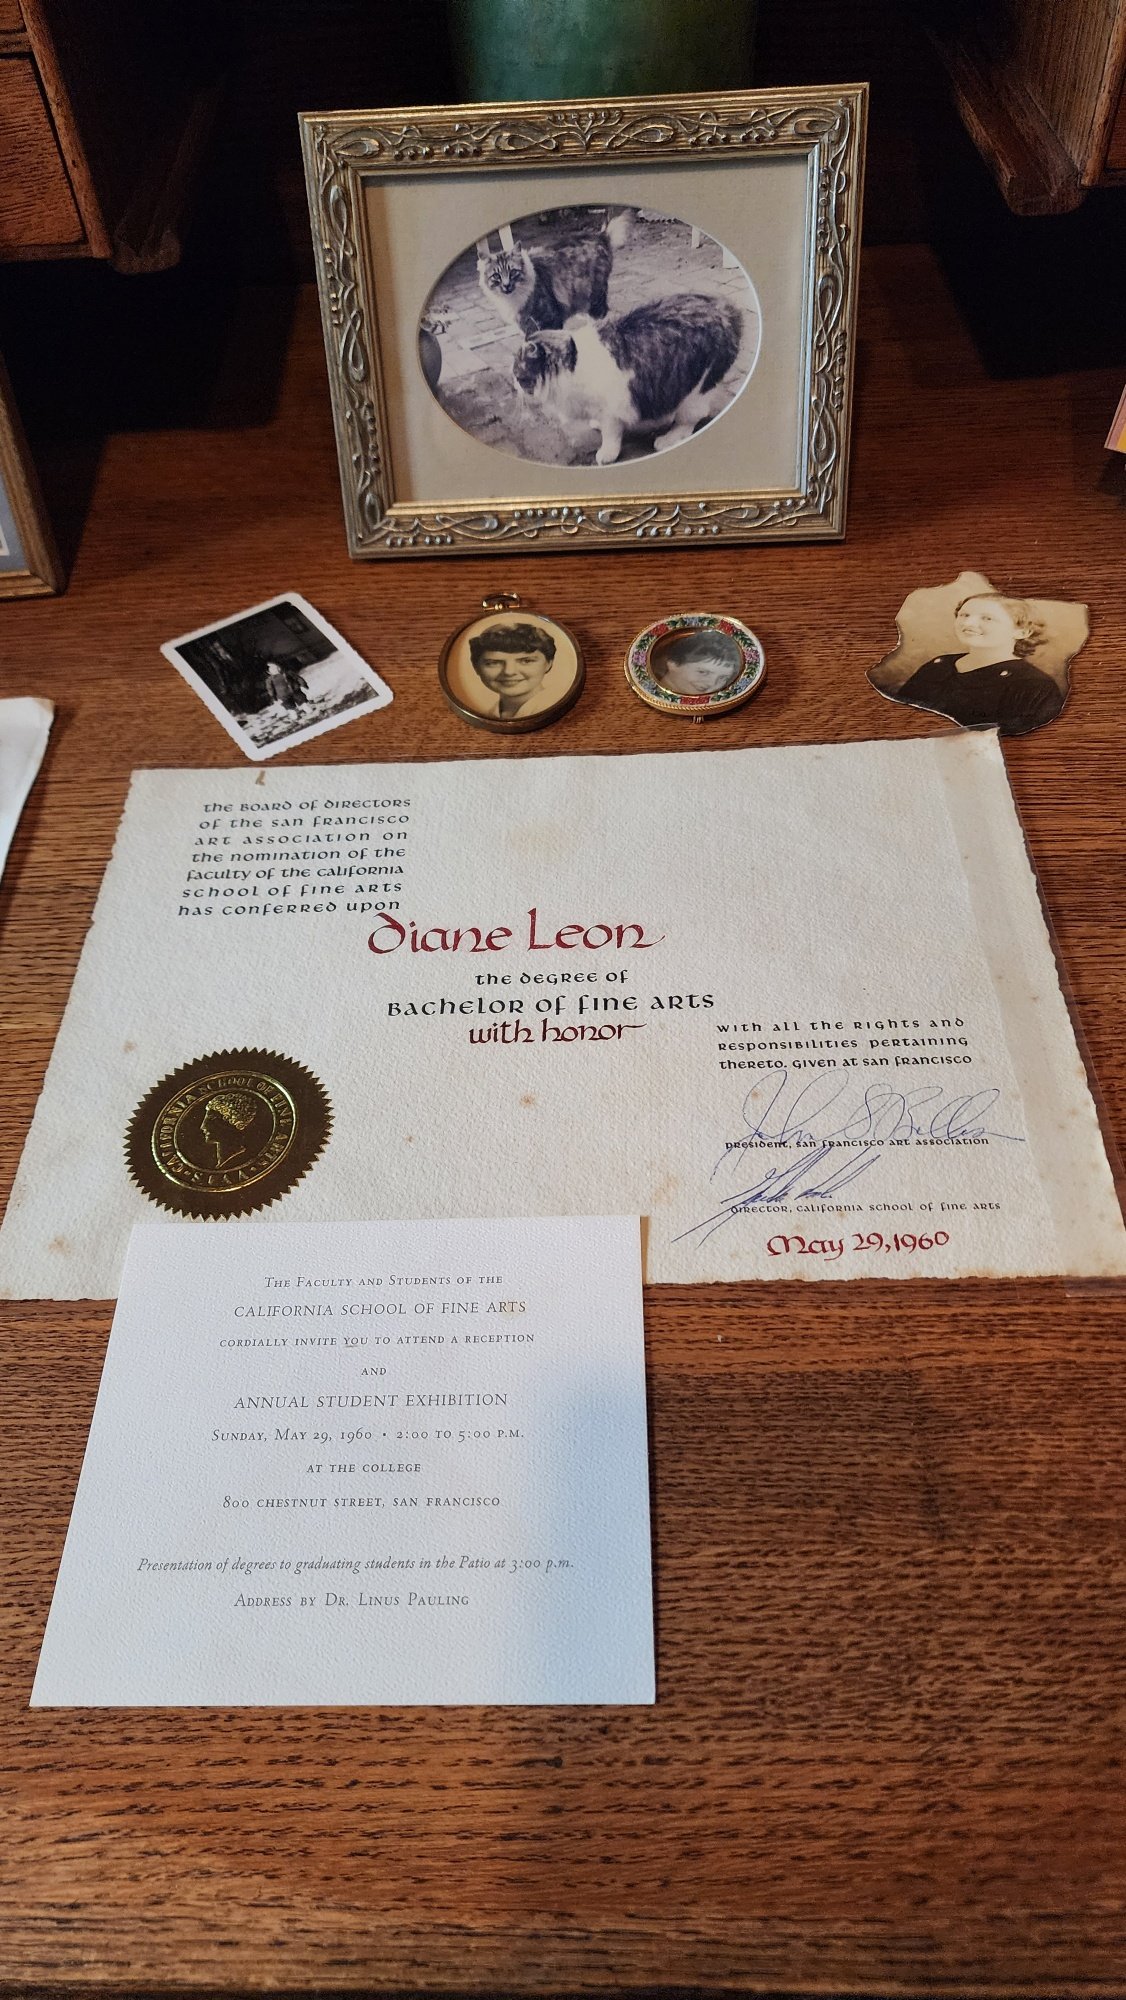 the BOARD of DIRECTORS
of the san francisco
art association on
the nomination of the
faculty of the california
school of fine arts
has conferred upon
Diane Leon
the degree of
Bachelor of fine arts
with honor
with all the rights and
responsibilities pertaining
thereto. given at san francisco
president, san francisco art association
director, california school of fine arts
May 29, 1960
CALIFORNIA SCHOOL OF FINE ARTS
The Faculty and Students of the
CALIFORNIA SCHOOL OF FINE ARTS
cordially invite you to attend a reception
and
ANNUAL STUDENT EXHIBITION
Sunday, May 29, 1960 • 2:00 to 5:00 p.m.
at the college
800 chestnut street, san francisco
Presentation of degrees to graduating students in the Patio at 3:00 p.m.
Address by Dr. Linus Pauling